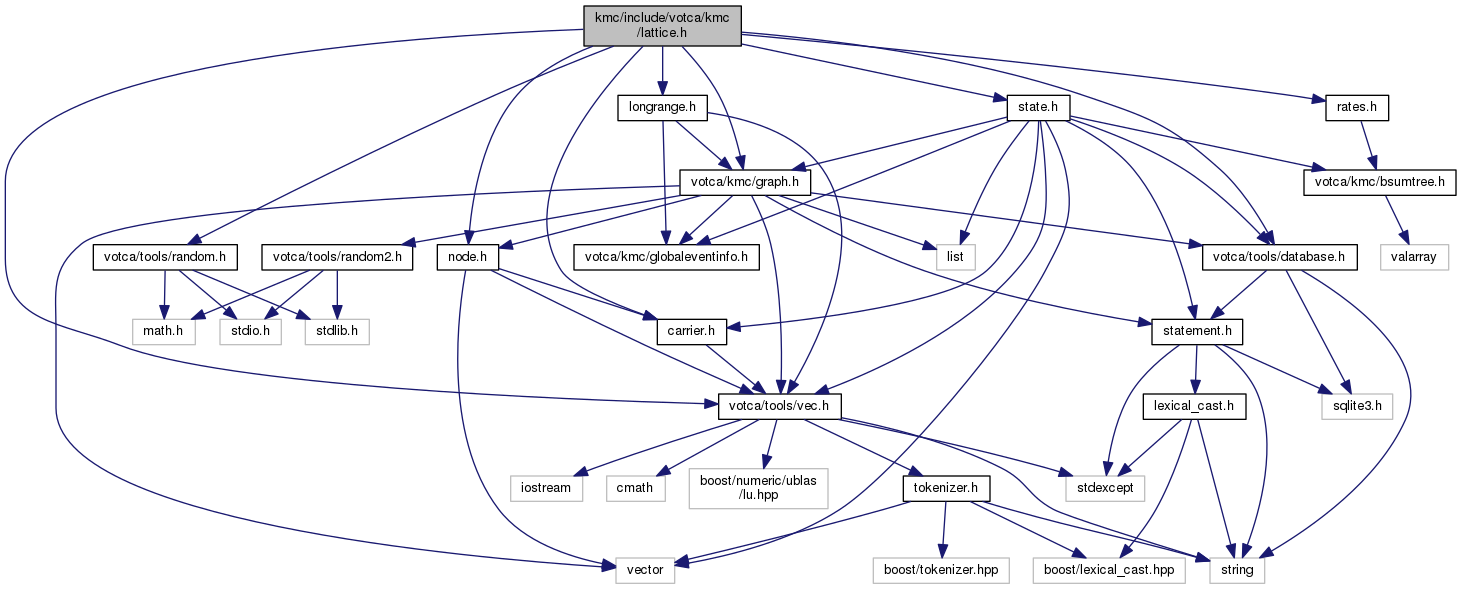 kmc/include/votca/kmc
/lattice.h
longrange.h
state.h
rates.h
votca/kmc/graph.h
votca/kmc/bsumtree.h
votca/tools/random.h
votca/tools/random2.h
node.h
votca/kmc/globaleventinfo.h
list
votca/tools/database.h
valarray
math.h
stdio.h
stdlib.h
carrier.h
statement.h
votca/tools/vec.h
lexical_cast.h
sqlite3.h
iostream
cmath
boost/numeric/ublas
/lu.hpp
tokenizer.h
stdexcept
vector
boost/tokenizer.hpp
boost/lexical_cast.hpp
string